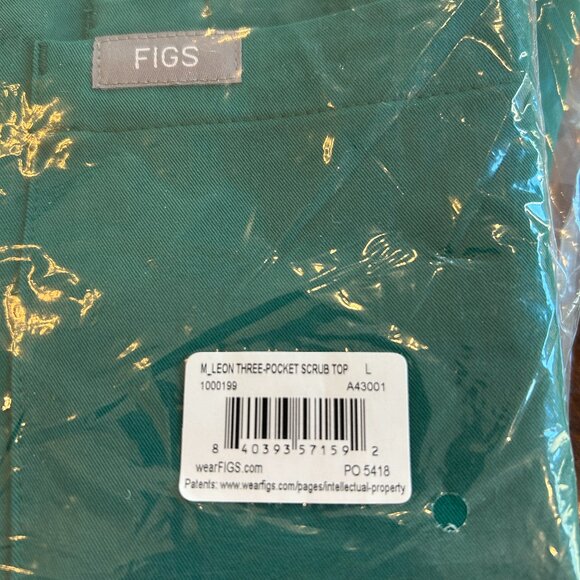 FIGS
M_LEON THREE-POCKET SCRUB TOP L
1000199 A43001
8 40393 57159 2
wearFIGS.com PO 5418
Patents: www.wearfigs.com/pages/intellectual-property